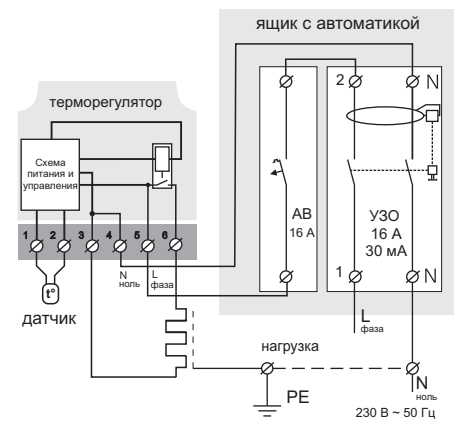 ящик с автоматикой
терморегулятор
2
N
Схема
питания и
управления
АВ
16 А
УЗО
16 А
30 мА
1 2 3 4 5 6
1
N
N
ноль
L
фаза
t°
датчик
L
фаза
нагрузка
PE
N
ноль
230 В ~ 50 Гц